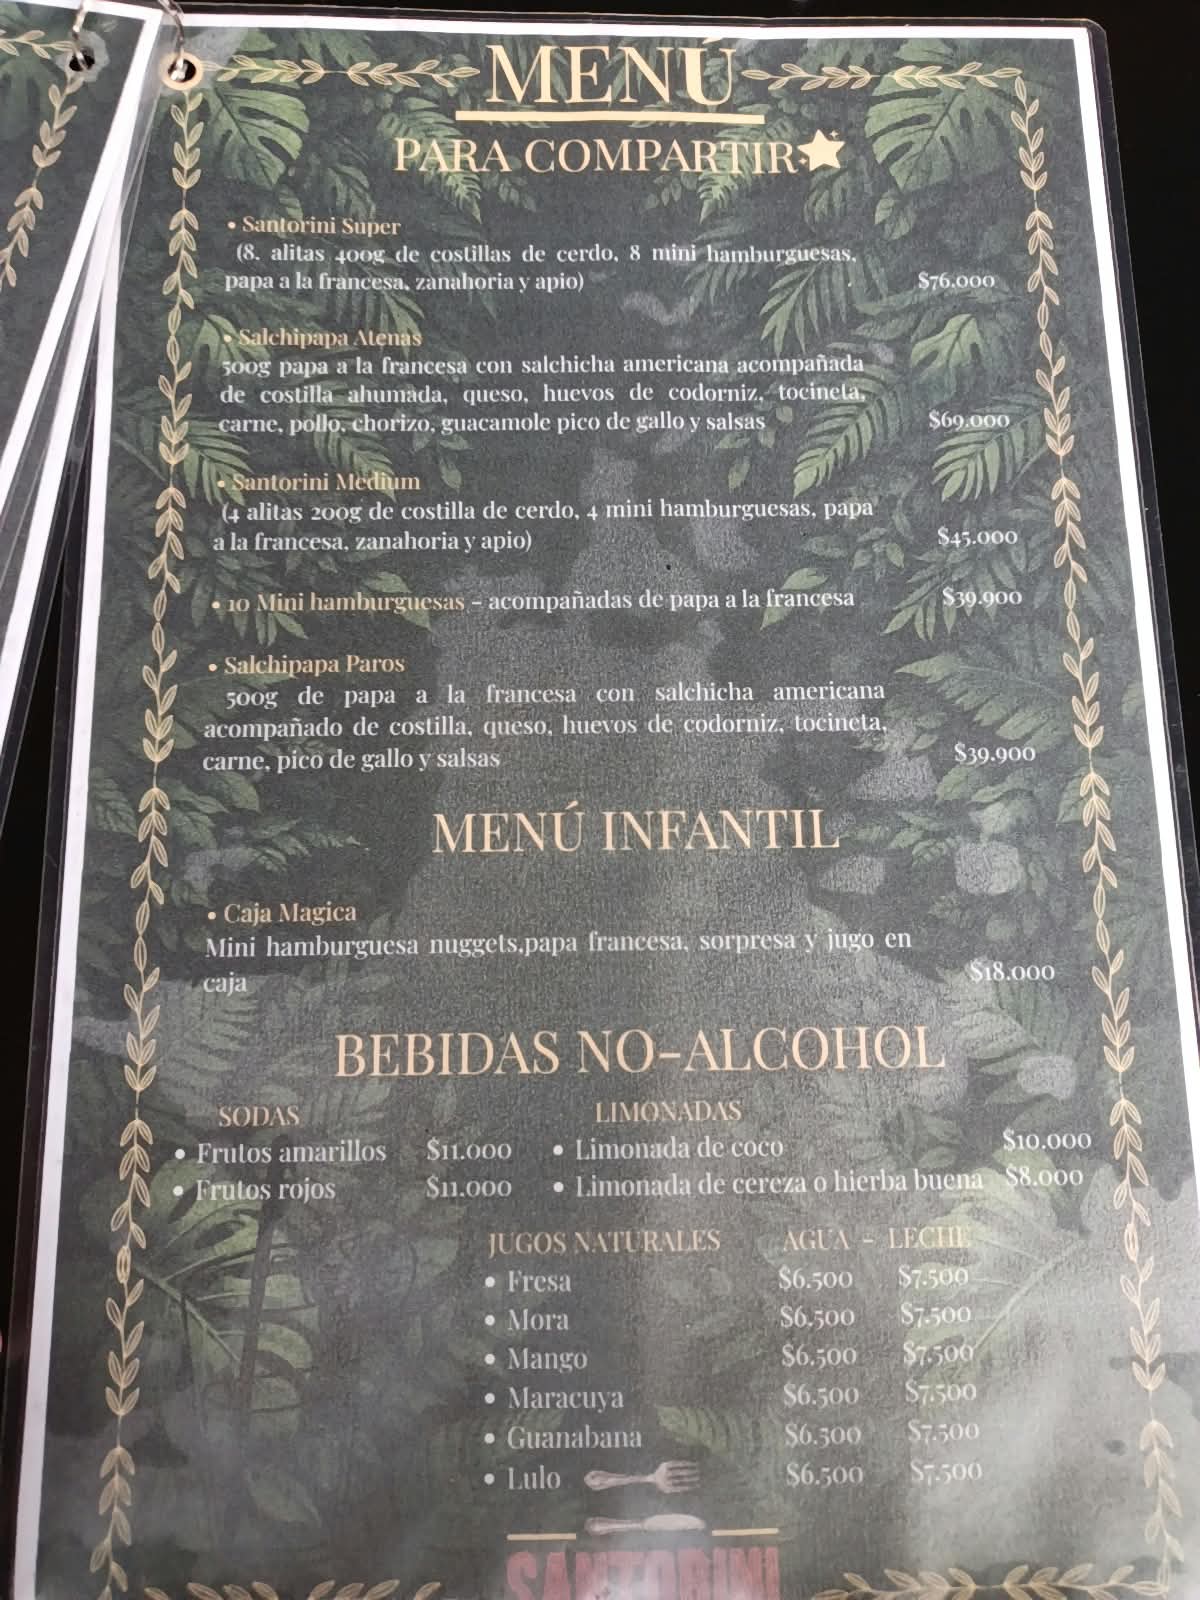 MENÚ
PARA COMPARTIR
• Santorini Super
(8. alitas 400g de costillas de cerdo, 8 mini hamburguesas,
papa a la francesa, zanahoria y apio) $76.000
• Salchipapa Atenas
500g papa a la francesa con salchicha americana acompañada
de costilla ahumada, queso, huevos de codorniz, tocineta,
carne, pollo, chorizo, guacamole pico de gallo y salsas $69.000
• Santorini Medium
(4 alitas 200g de costilla de cerdo, 4 mini hamburguesas, papa
a la francesa, zanahoria y apio) $45.000
• 10 Mini hamburguesas - acompañadas de papa a la francesa $39.900
• Salchipapa Paros
500g de papa a la francesa con salchicha americana
acompañado de costilla, queso, huevos de codorniz, tocineta,
carne, pico de gallo y salsas $39.900
MENÚ INFANTIL
• Caja Magica
Mini hamburguesa nuggets,papa francesa, sorpresa y jugo en
caja $18.000
BEBIDAS NO-ALCOHOL
SODAS
• Frutos amarillos $11.000
• Frutos rojos $11.000
LIMONADAS
• Limonada de coco $10.000
• Limonada de cereza o hierba buena $8.000
JUGOS NATURALES AGUA - LECHE
• Fresa $6.500 $7.500
• Mora $6.500 $7.500
• Mango $6.500 $7.500
• Maracuya $6.500 $7.500
• Guanabana $6.500 $7.500
• Lulo $6.500 $7.500
SANTORINI